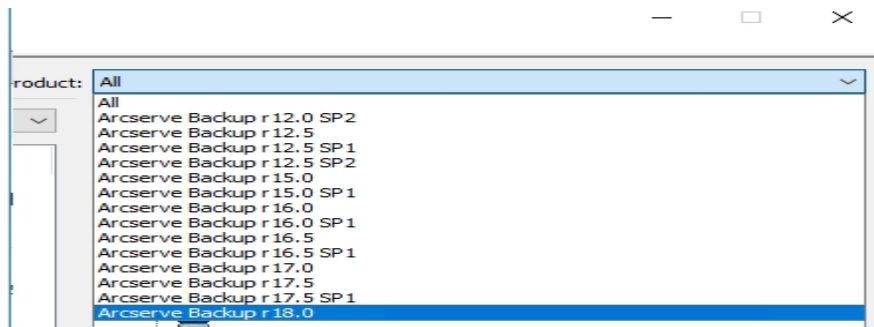 roduct: All
All
Arcserve Backup r12.0 SP2
Arcserve Backup r12.5
Arcserve Backup r12.5 SP1
Arcserve Backup r12.5 SP2
Arcserve Backup r15.0
Arcserve Backup r15.0 SP1
Arcserve Backup r16.0
Arcserve Backup r16.0 SP1
Arcserve Backup r16.5
Arcserve Backup r16.5 SP1
Arcserve Backup r17.0
Arcserve Backup r17.5
Arcserve Backup r17.5 SP1
Arcserve Backup r18.0